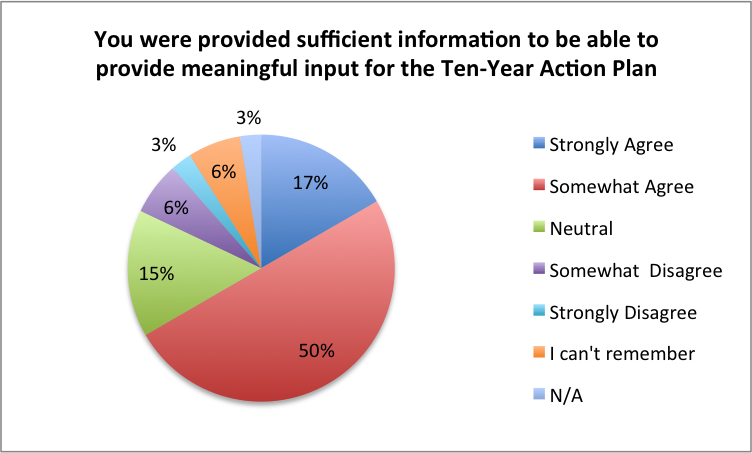 You were provided sufficient information to be able to
provide meaningful input for the Ten-Year Action Plan
3%
3%
6%
17%
6%
15%
50%
Strongly Agree
Somewhat Agree
Neutral
Somewhat  Disagree
Strongly Disagree
I can't remember
N/A